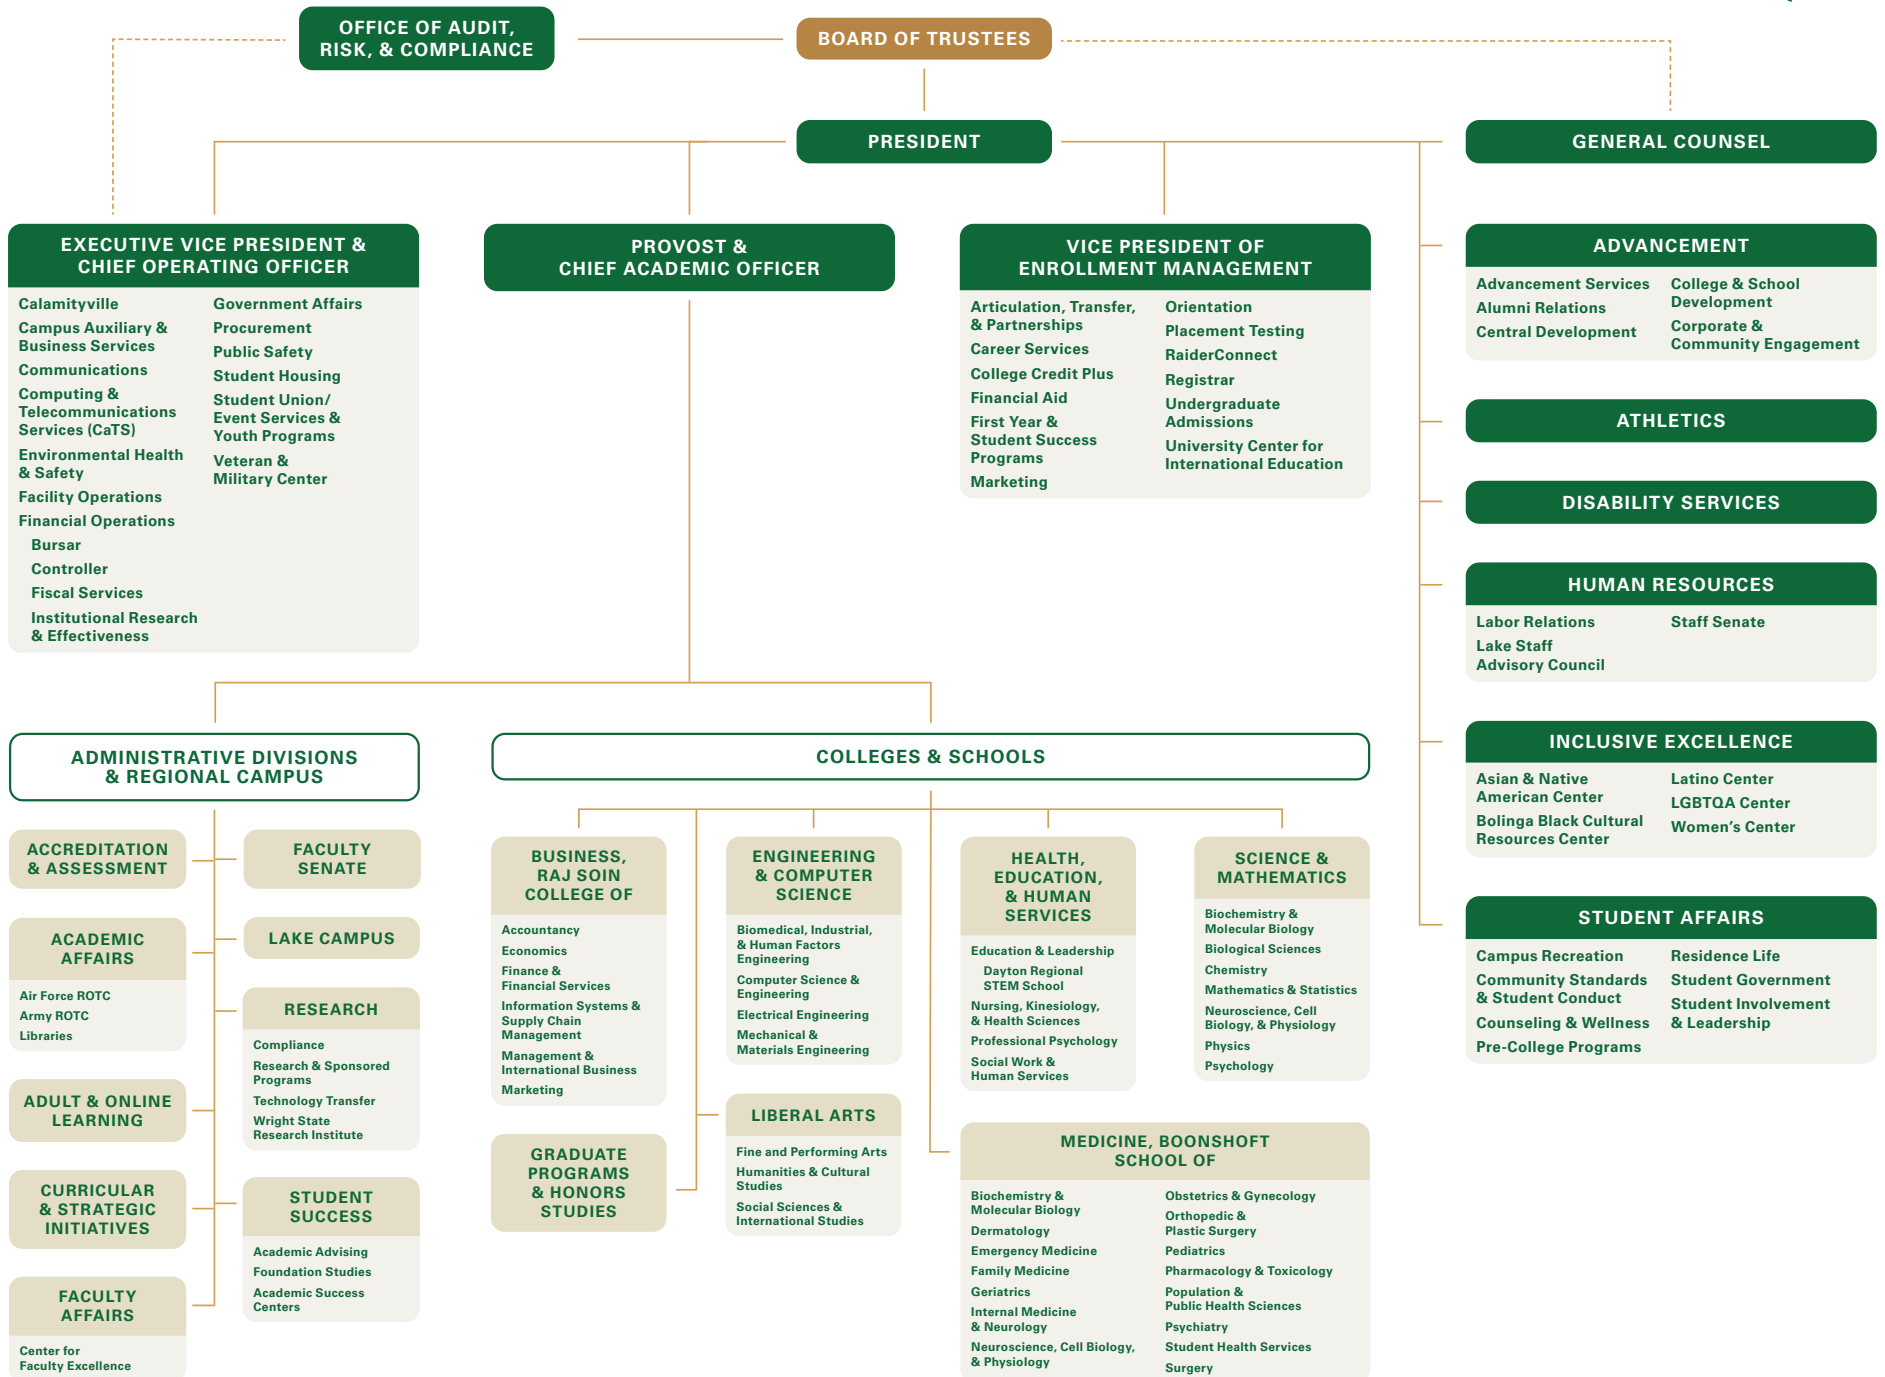 OFFICE OF AUDIT,
RISK, & COMPLIANCE
BOARD OF TRUSTEES
PRESIDENT
GENERAL COUNSEL
EXECUTIVE VICE PRESIDENT &
CHIEF OPERATING OFFICER
Calamityville
Campus Auxiliary &
Business Services
Communications
Computing &
Telecommunications
Services (CaTS)
Environmental Health
& Safety
Facility Operations
Financial Operations
Bursar
Controller
Fiscal Services
Institutional Research
& Effectiveness
Government Affairs
Procurement
Public Safety
Student Housing
Student Union/
Event Services &
Youth Programs
Veteran &
Military Center
PROVOST &
CHIEF ACADEMIC OFFICER
VICE PRESIDENT OF
ENROLLMENT MANAGEMENT
Articulation, Transfer,
& Partnerships
Career Services
College Credit Plus
Financial Aid
First Year &
Student Success
Programs
Marketing
Orientation
Placement Testing
RaiderConnect
Registrar
Undergraduate
Admissions
University Center for
International Education
ADVANCEMENT
Advancement Services
Alumni Relations
Central Development
College & School
Development
Corporate &
Community Engagement
ATHLETICS
DISABILITY SERVICES
HUMAN RESOURCES
Labor Relations
Lake Staff
Advisory Council
Staff Senate
INCLUSIVE EXCELLENCE
Asian & Native
American Center
Bolinga Black Cultural
Resources Center
Latino Center
LGBTQA Center
Women's Center
STUDENT AFFAIRS
Campus Recreation
Community Standards
& Student Conduct
Counseling & Wellness
Pre-College Programs
Residence Life
Student Government
Student Involvement
& Leadership
ADMINISTRATIVE DIVISIONS
& REGIONAL CAMPUS
ACCREDITATION
& ASSESSMENT
ACADEMIC
AFFAIRS
Air Force ROTC
Army ROTC
Libraries
ADULT & ONLINE
LEARNING
CURRICULAR
& STRATEGIC
INITIATIVES
FACULTY
AFFAIRS
Center for
Faculty Excellence
FACULTY
SENATE
LAKE CAMPUS
RESEARCH
Compliance
Research & Sponsored
Programs
Technology Transfer
Wright State
Research Institute
STUDENT
SUCCESS
Academic Advising
Foundation Studies
Academic Success
Centers
COLLEGES & SCHOOLS
BUSINESS,
RAJ SOIN
COLLEGE OF
Accountancy
Economics
Finance &
Financial Services
Information Systems &
Supply Chain
Management
Management &
International Business
Marketing
GRADUATE
PROGRAMS
& HONORS
STUDIES
ENGINEERING
& COMPUTER
SCIENCE
Biomedical, Industrial,
& Human Factors
Engineering
Computer Science &
Engineering
Electrical Engineering
Mechanical &
Materials Engineering
LIBERAL ARTS
Fine and Performing Arts
Humanities & Cultural
Studies
Social Sciences &
International Studies
HEALTH,
EDUCATION,
& HUMAN
SERVICES
Education & Leadership
Dayton Regional
STEM School
Nursing, Kinesiology,
& Health Sciences
Professional Psychology
Social Work &
Human Services
SCIENCE &
MATHEMATICS
Biochemistry &
Molecular Biology
Biological Sciences
Chemistry
Mathematics & Statistics
Neuroscience, Cell
Biology, & Physiology
Physics
Psychology
MEDICINE, BOONSHOFT
SCHOOL OF
Biochemistry &
Molecular Biology
Dermatology
Emergency Medicine
Family Medicine
Geriatrics
Internal Medicine
& Neurology
Neuroscience, Cell Biology,
& Physiology
Obstetrics & Gynecology
Orthopedic &
Plastic Surgery
Pediatrics
Pharmacology & Toxicology
Population &
Public Health Sciences
Psychiatry
Student Health Services
Surgery